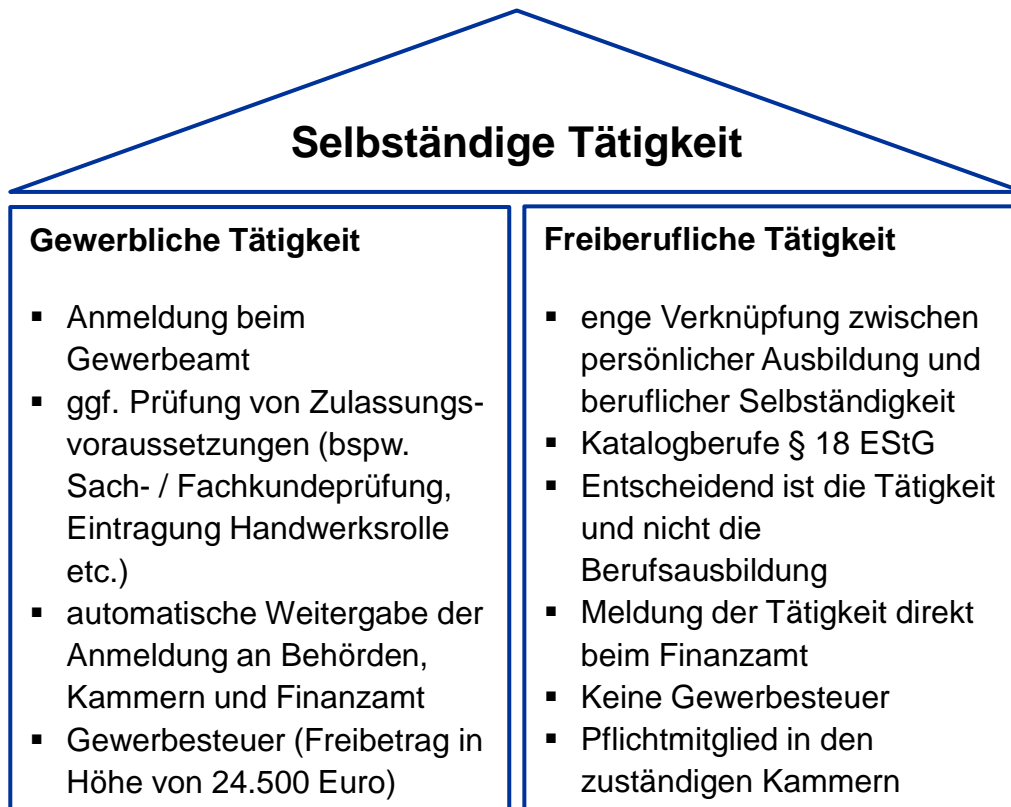 Selbständige Tätigkeit
Gewerbliche Tätigkeit
▪ Anmeldung beim
Gewerbeamt
▪ ggf. Prüfung von Zulassungs-
voraussetzungen (bspw.
Sach- / Fachkundeprüfung,
Eintragung Handwerksrolle
etc.)
▪ automatische Weitergabe der
Anmeldung an Behörden,
Kammern und Finanzamt
▪ Gewerbesteuer (Freibetrag in
Höhe von 24.500 Euro)
Freiberufliche Tätigkeit
▪ enge Verknüpfung zwischen
persönlicher Ausbildung und
beruflicher Selbständigkeit
▪ Katalogberufe § 18 EStG
▪ Entscheidend ist die Tätigkeit
und nicht die
Berufsausbildung
▪ Meldung der Tätigkeit direkt
beim Finanzamt
▪ Keine Gewerbesteuer
▪ Pflichtmitglied in den
zuständigen Kammern